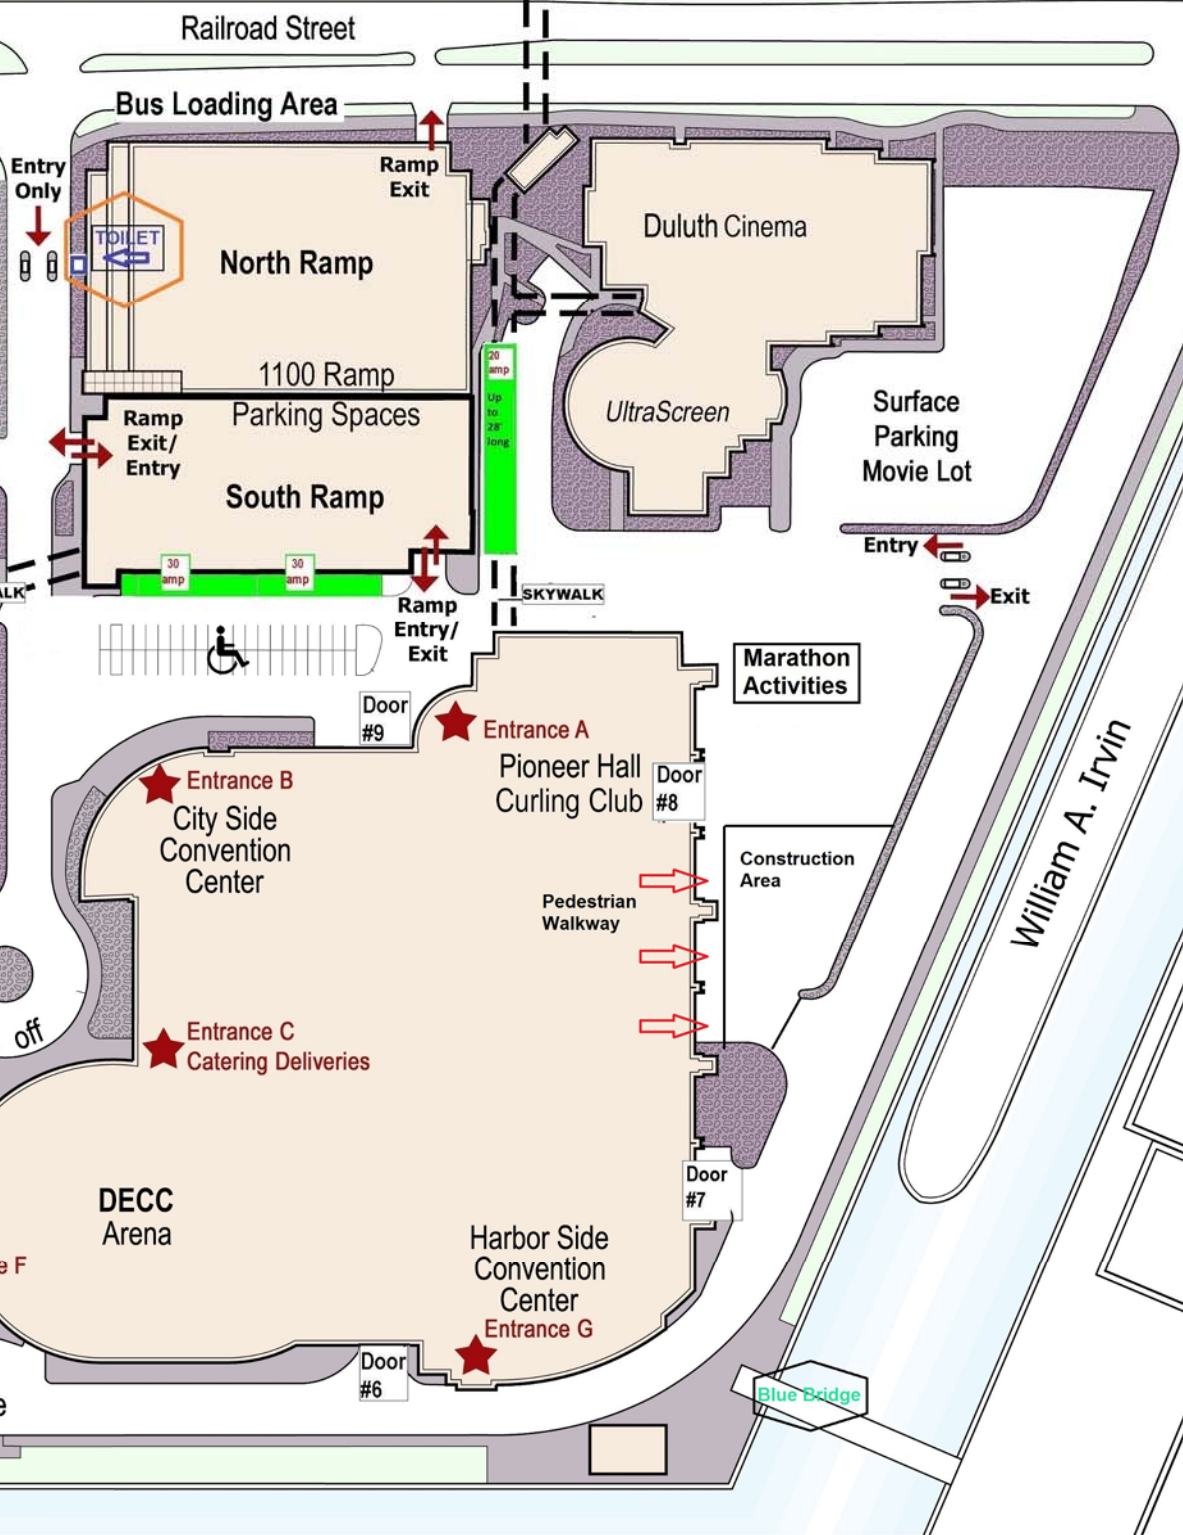 Railroad Street
Bus Loading Area
Entry
Only
Ramp
Exit
TOILET
North Ramp
Duluth Cinema
1100 Ramp
Parking Spaces
20
amp
Up
to
28'
long
UltraScreen
Surface
Parking
Movie Lot
Ramp
Exit/
Entry
South Ramp
Entry
Exit
30
amp
30
amp
ALK
SKYWALK
Ramp
Entry/
Exit
Marathon
Activities
Door
#9
Entrance A
Pioneer Hall
Curling Club
Door
#8
Entrance B
City Side
Convention
Center
Construction
Area
Pedestrian
Walkway
William A. Irvin
off
Entrance C
Catering Deliveries
DECC
Arena
e F
Door
#7
Harbor Side
Convention
Center
Entrance G
Door
#6
Blue Bridge
e